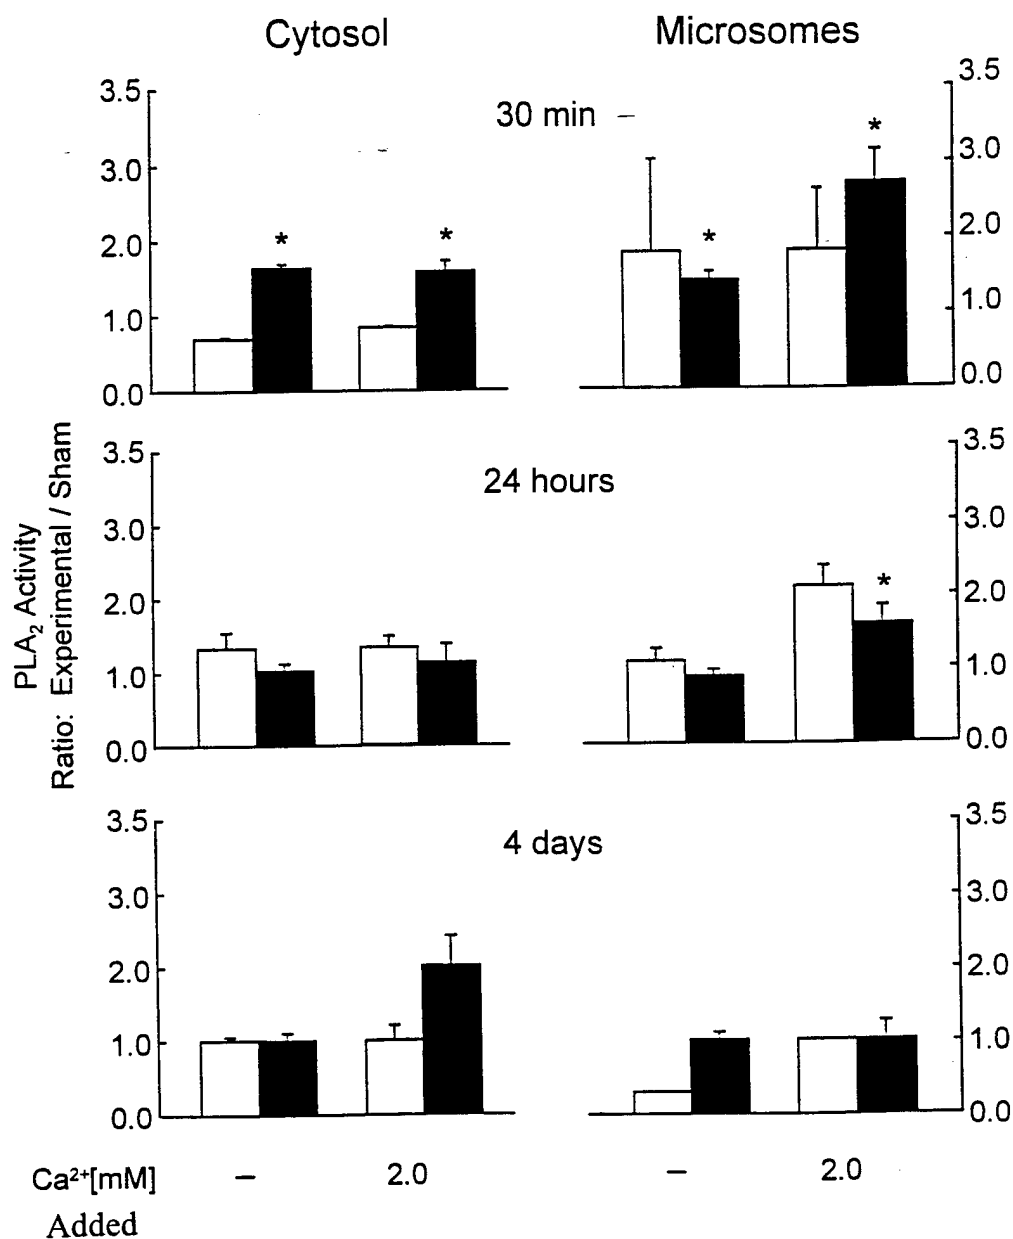 Cytosol Microsomes
30 min
3.5 3.5
* * * *
3.0 3.0
2.0 2.0
1.0 1.0
0.0 0.0
24 hours
3.5 3.5
3.0 3.0
*
2.0 2.0
1.0 1.0
0.0 0.0
PLA₂ Activity
Ratio: Experimental / Sham
4 days
3.5 3.5
3.0 3.0
2.0 2.0
1.0 1.0
0.0 0.0
Ca²⁺[mM] – 2.0 – 2.0
Added